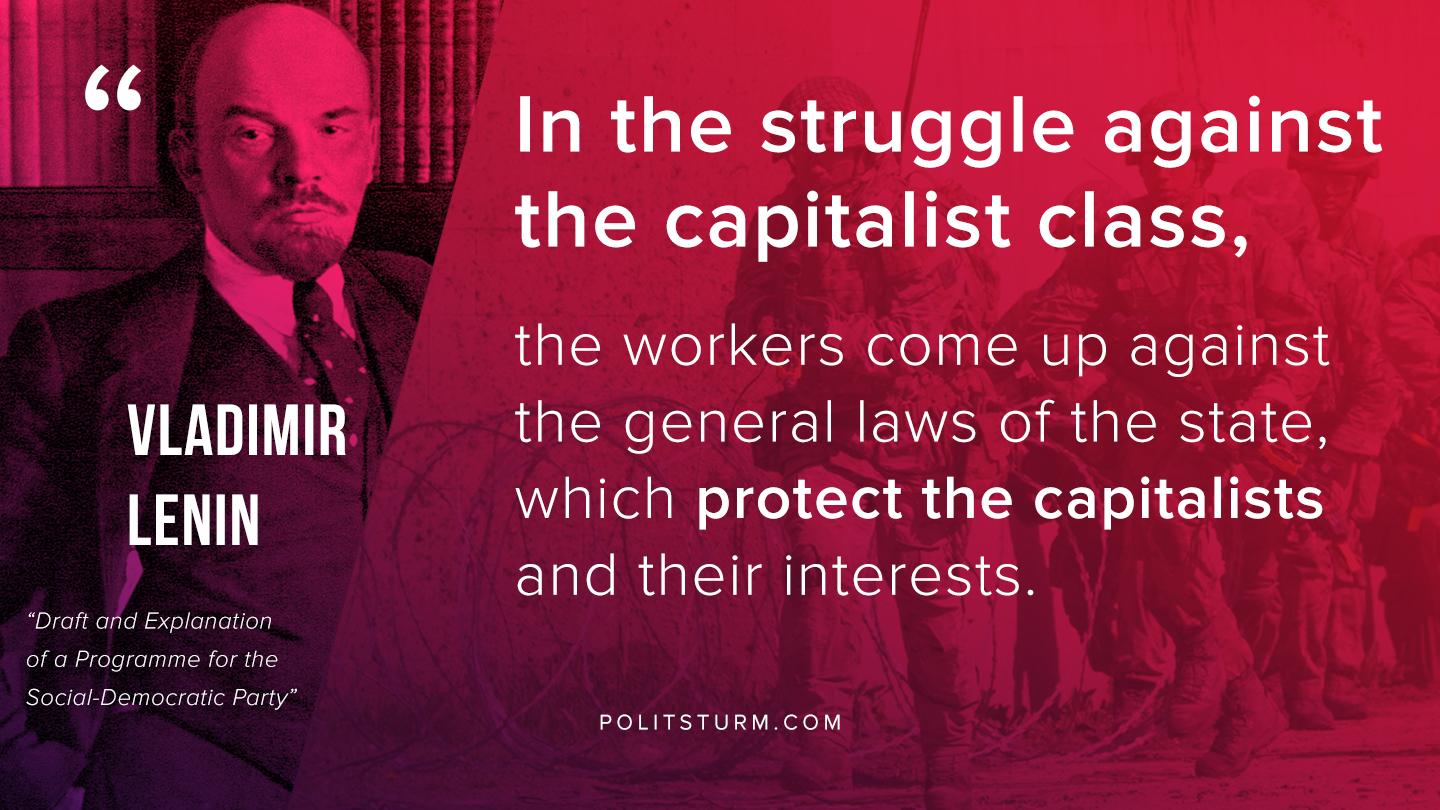 “
In the struggle against
the capitalist class,
the workers come up against
the general laws of the state,
which protect the capitalists
and their interests.
VLADIMIR
LENIN
“Draft and Explanation
of a Programme for the
Social-Democratic Party”
POLITSTURM.COM